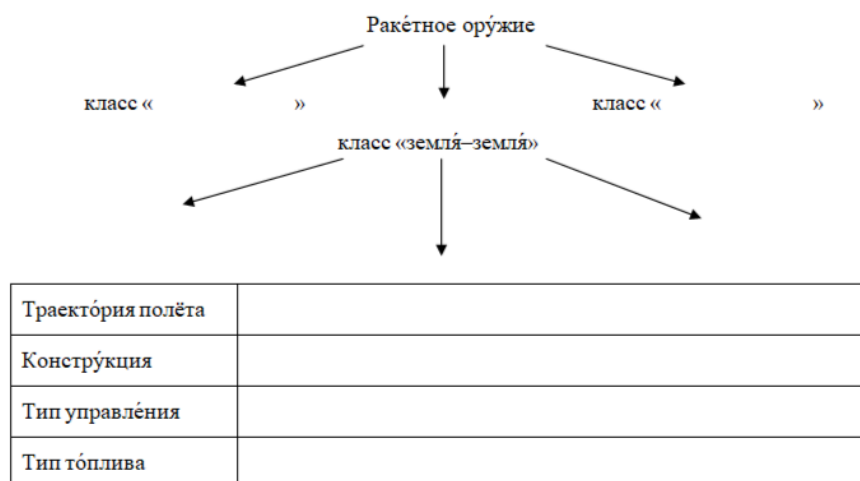 Раке́тное ору́жие
класс « » класс « »
класс «земля́–земля́»
Траекто́рия полёта
Констру́кция
Тип управле́ния
Тип то́плива